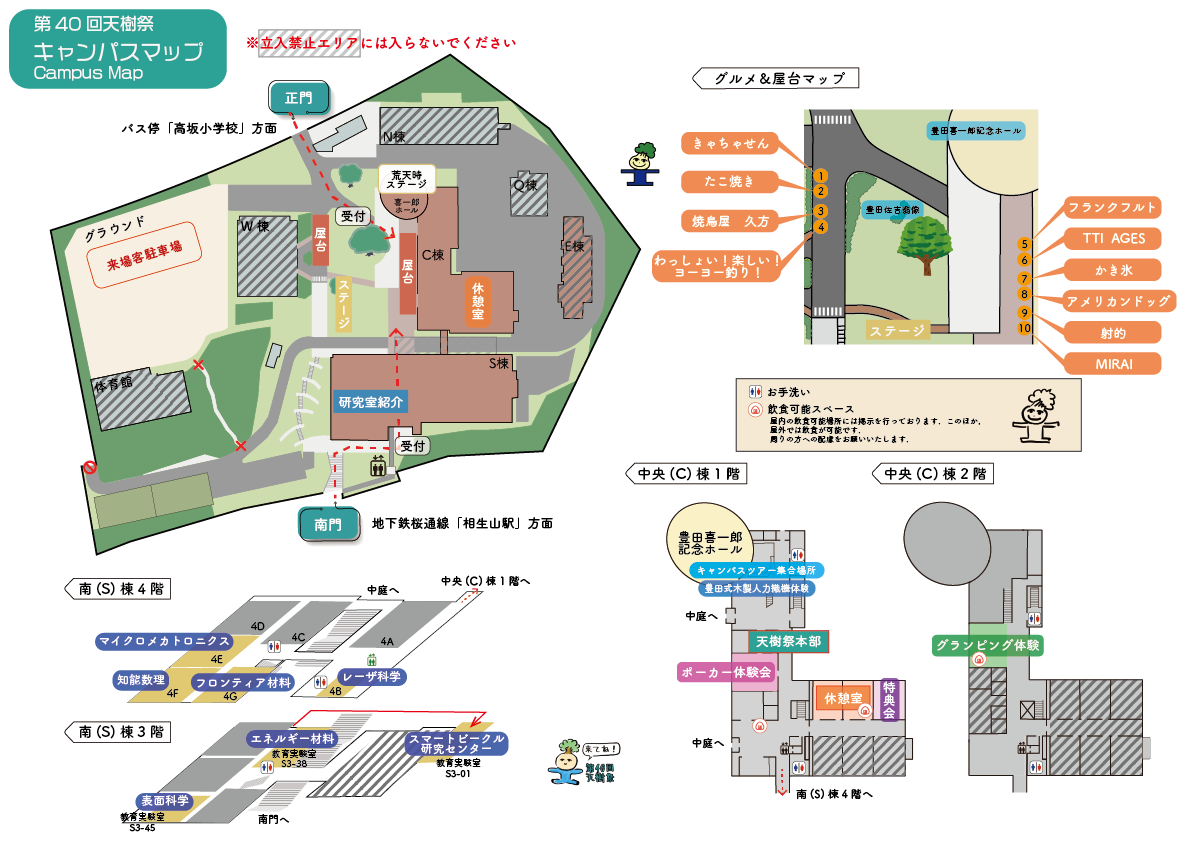 第40回天樹祭
キャンパスマップ
Campus Map
※立入禁止エリアには入らないでください
正門
バス停「高坂小学校」方面
N棟
荒天時
ステージ
喜一郎
ホール
Q棟
受付
グラウンド
来場客駐車場
W棟
屋台
屋台
C棟
E棟
ステージ
休憩室
S棟
体育館
研究室紹介
受付
南門
地下鉄桜通線「相生山駅」方面
グルメ&屋台マップ
豊田喜一郎記念ホール
きゃちゃせん
たこ焼き
焼鳥屋 久方
わっしょい!楽しい!
ヨーヨー釣り!
1
2
3
4
豊田佐吉翁像
ステージ
5
6
7
8
9
10
フランクフルト
TTI AGES
かき氷
アメリカンドッグ
射的
MIRAI
お手洗い
飲食可能スペース
屋内の飲食可能場所には掲示を行っております。このほか、
屋外では飲食が可能です。
周りの方への配慮をお願いいたします。
中央(C)棟1階
豊田喜一郎
記念ホール
キャンパスツアー集合場所
豊田式木製人力織機体験
中庭へ
天樹祭本部
ポーカー体験会
休憩室
特典会
中庭へ
南(S)棟4階へ
中央(C)棟2階
グランピング体験
南(S)棟4階
中庭へ
中央(C)棟1階へ
4D
4C
4A
マイクロメカトロニクス
4E
知能数理
4F
フロンティア材料
4G
4B
レーザ科学
南(S)棟3階
エネルギー材料
教育実験室
S3-38
スマートビークル
研究センター
教育実験室
S3-01
表面科学
教育実験室
S3-45
南門へ
来てね!
第40回
天樹祭